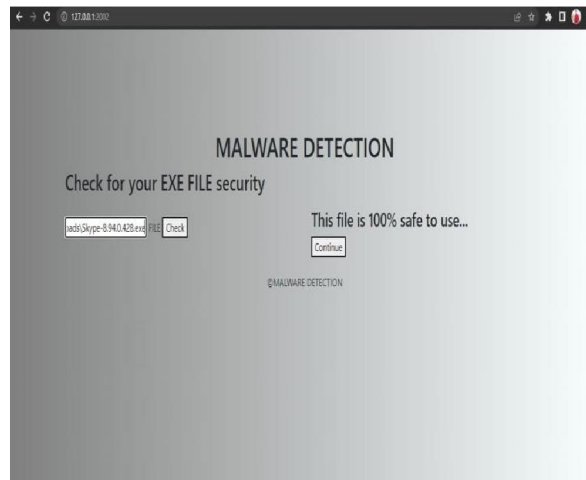 127.0.0.1:2002
MALWARE DETECTION
Check for your EXE FILE security
oads\Skype-8.94.0.428.exe FILE Check
This file is 100% safe to use...
Continue
©MALWARE DETECTION